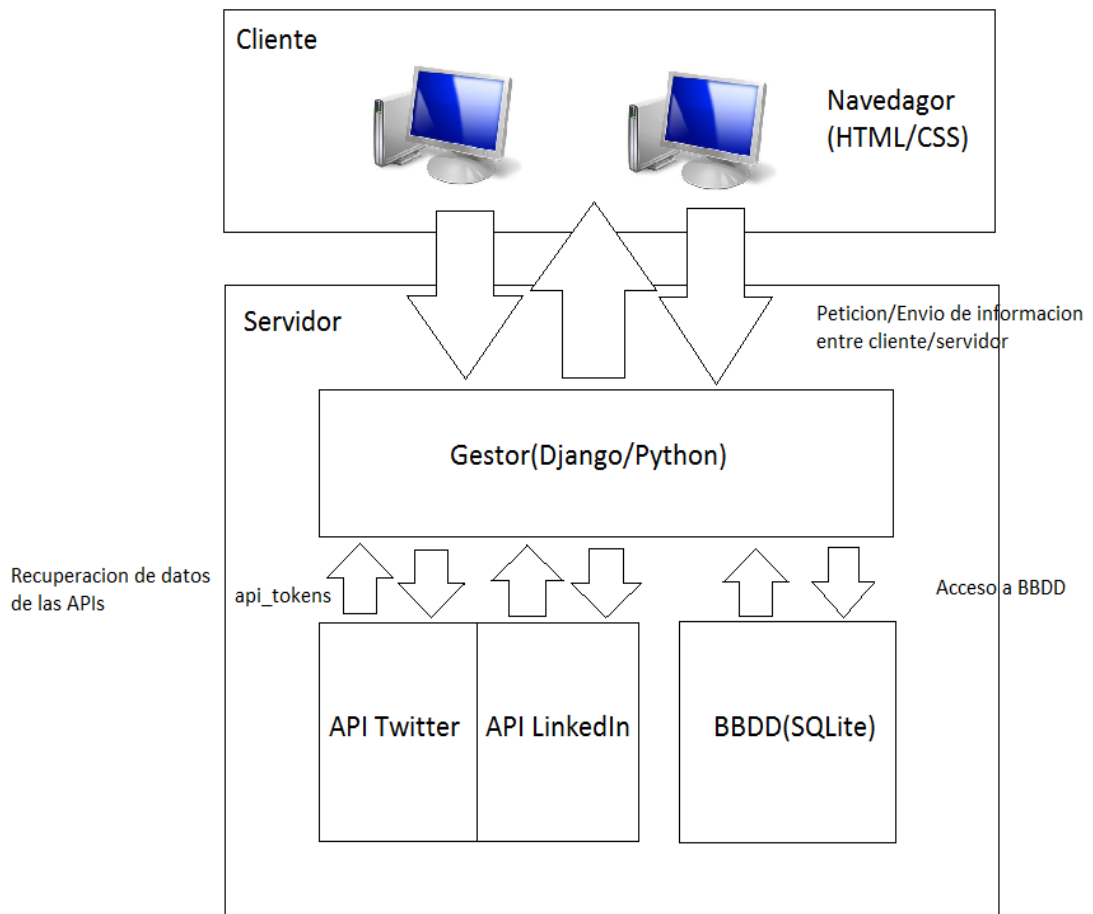 Cliente
Navedagor
(HTML/CSS)
Servidor
Peticion/Envio de informacion
entre cliente/servidor
Gestor(Django/Python)
Recuperacion de datos
de las APIs
api_tokens
Acceso a BBDD
API Twitter
API LinkedIn
BBDD(SQLite)